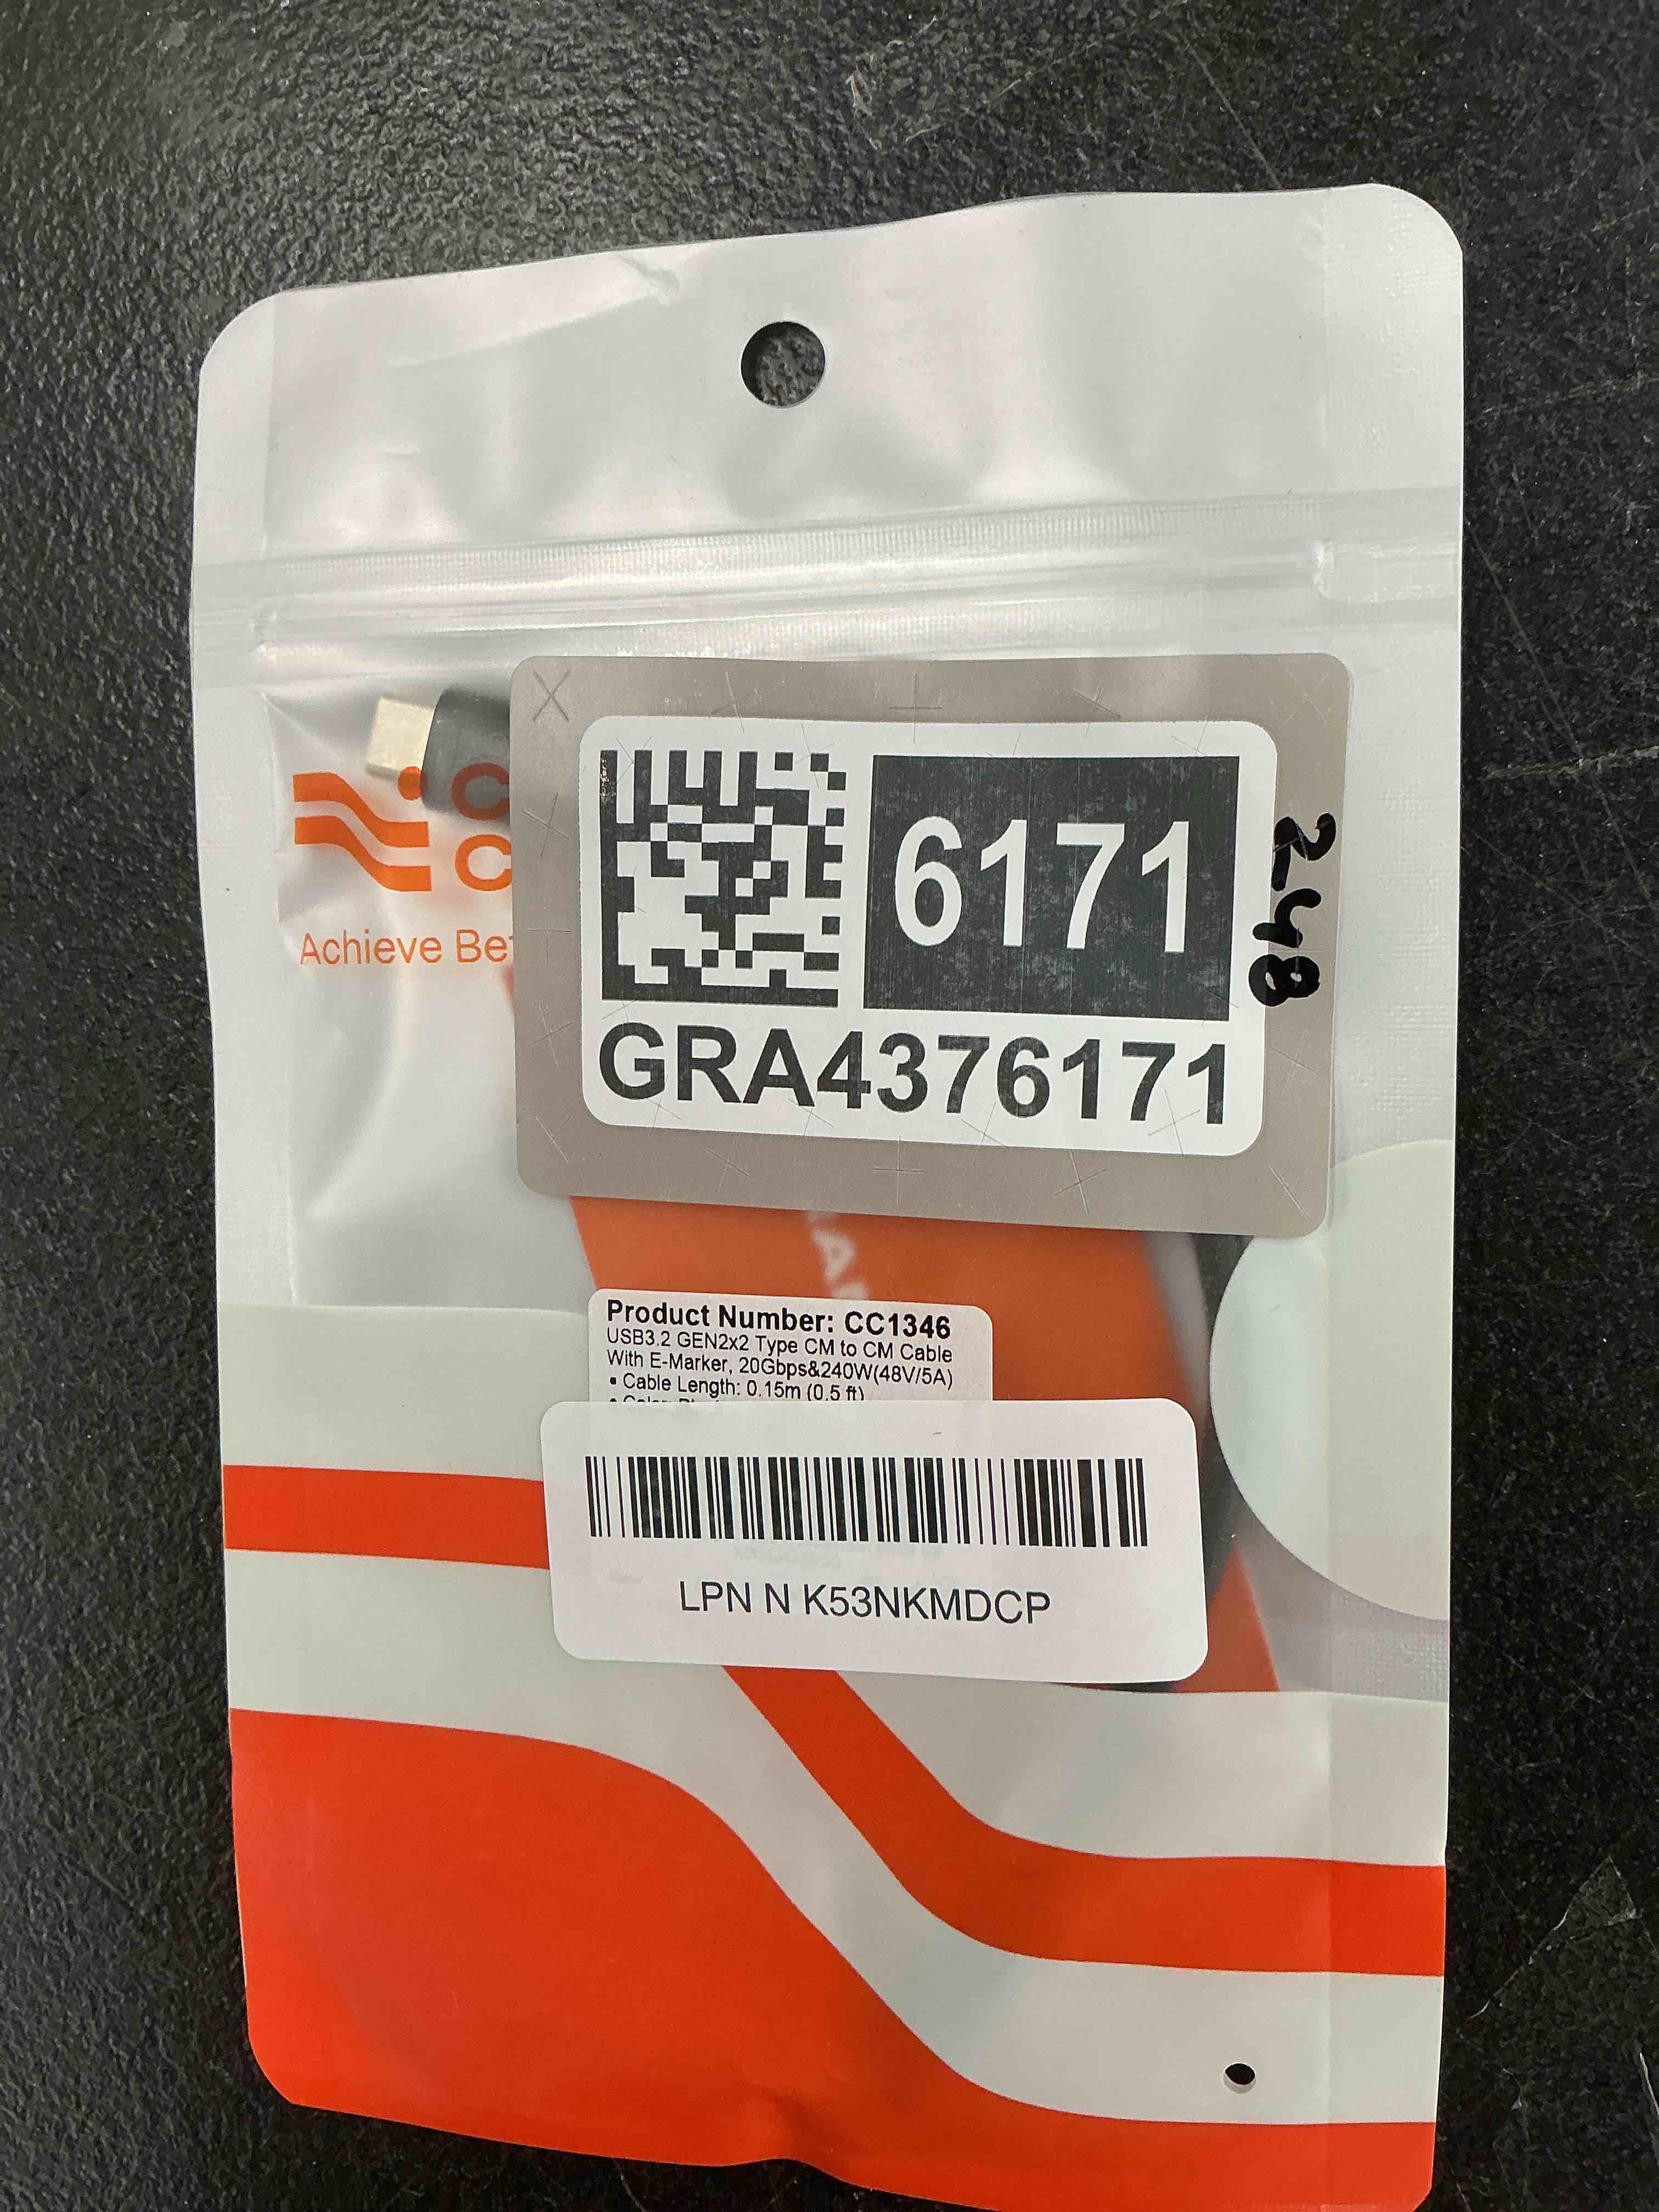 C
C
Achieve Be
6171
GRA4376171
248
Product Number: CC1346
USB3.2 GEN2x2 Type CM to CM Cable
With E-Marker, 20Gbps&240W(48V/5A)
• Cable Length: 0.15m (0.5 ft)
LPN N K53NKMDCP